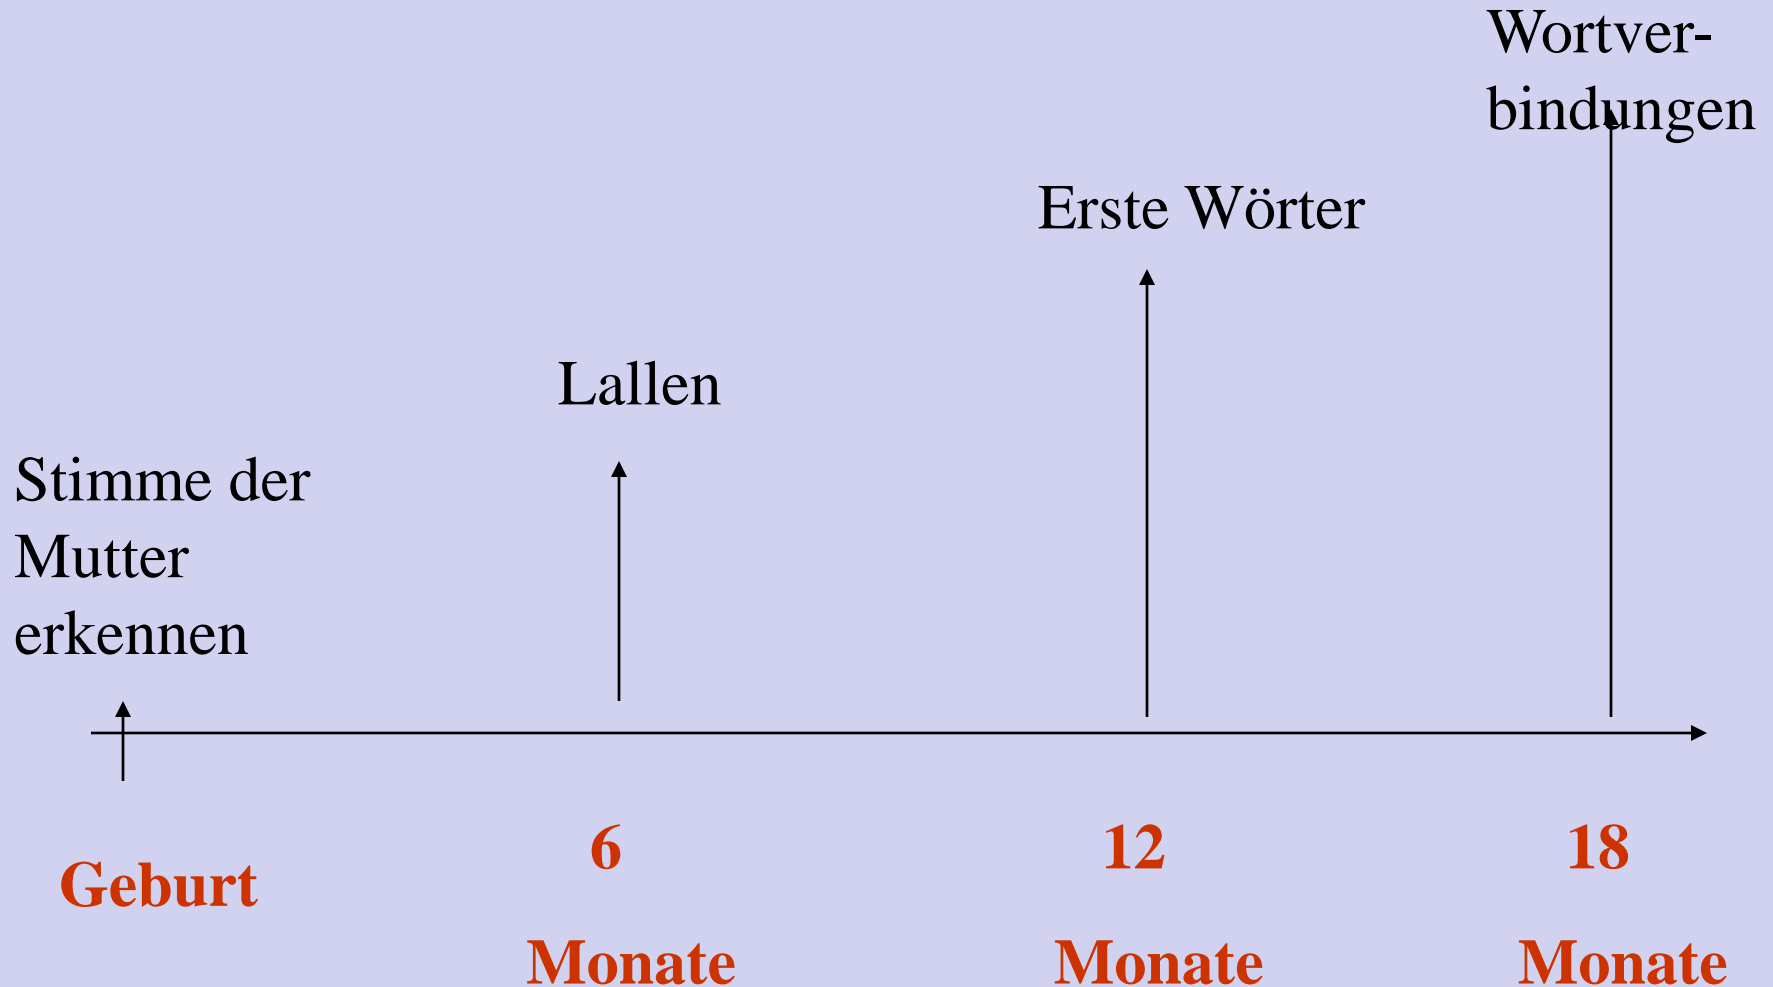 Wortver-
bindungen
Erste Wörter
Lallen
Stimme der
Mutter
erkennen
Geburt
6
Monate
12
Monate
18
Monate